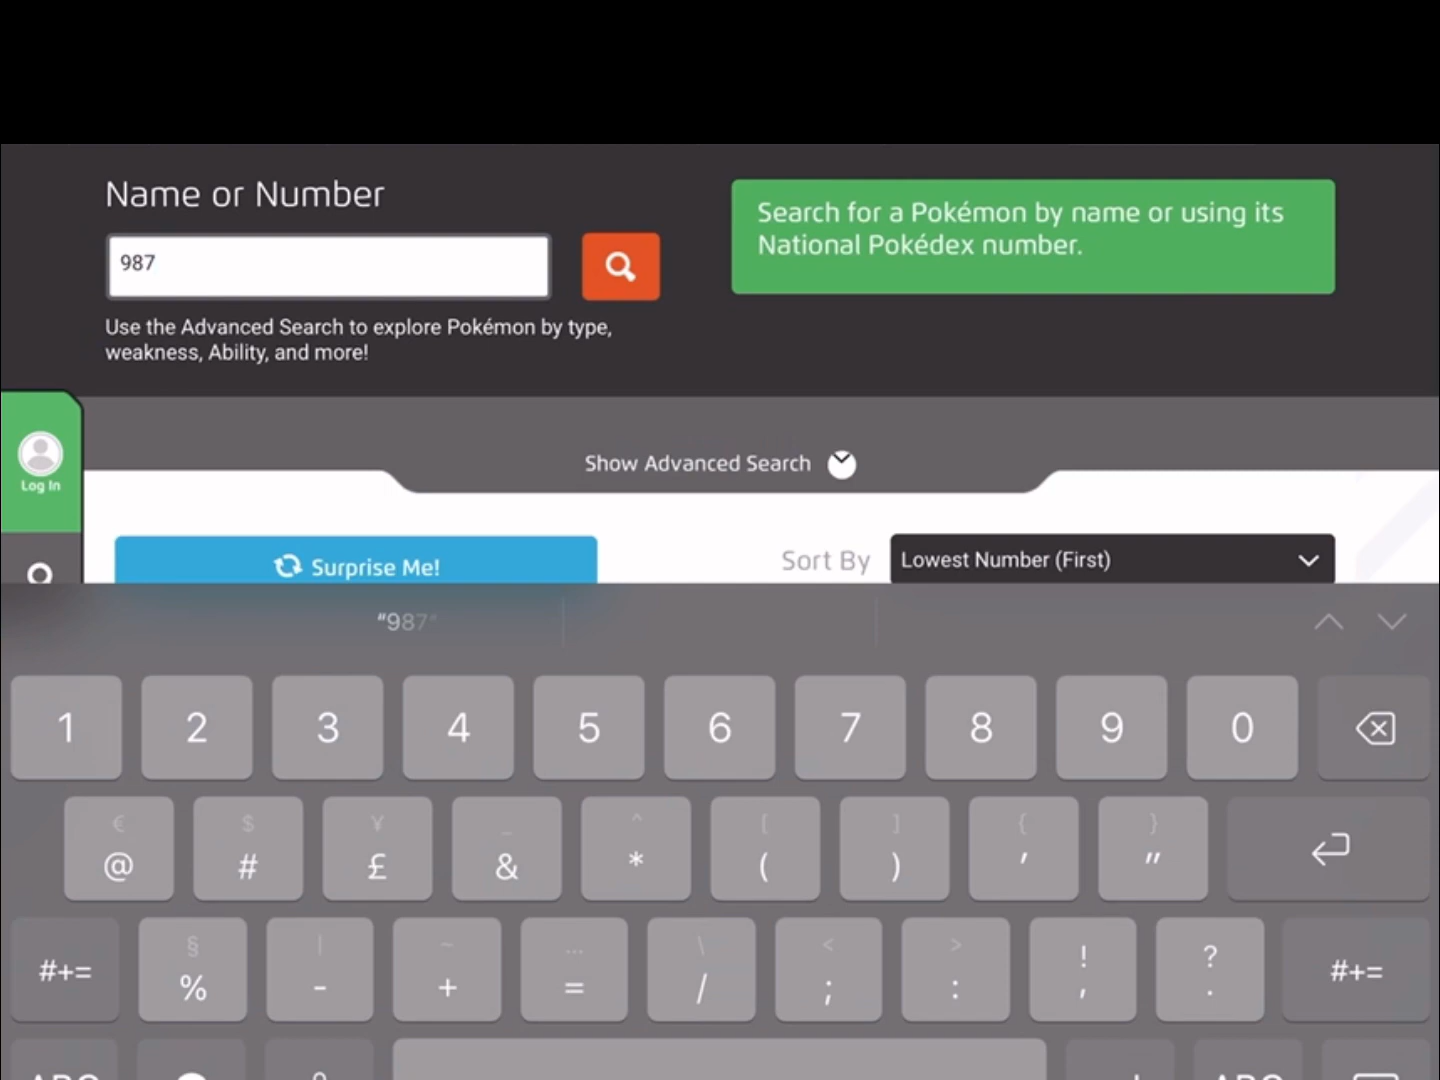 Name or Number
987
Use the Advanced Search to explore Pokémon by type,
weakness, Ability, and more!
Search for a Pokémon by name or using its
National Pokédex number.
Log In
Show Advanced Search
Surprise Me!
Sort By
Lowest Number (First)
"987"
1 2 3 4 5 6 7 8 9 0
€ $ ¥ _ ^ [ ] { }
@ # £ & * ( ) ' "
§ | ~ … \ < > ! ?
#+= % - + = / ; : , . #+=